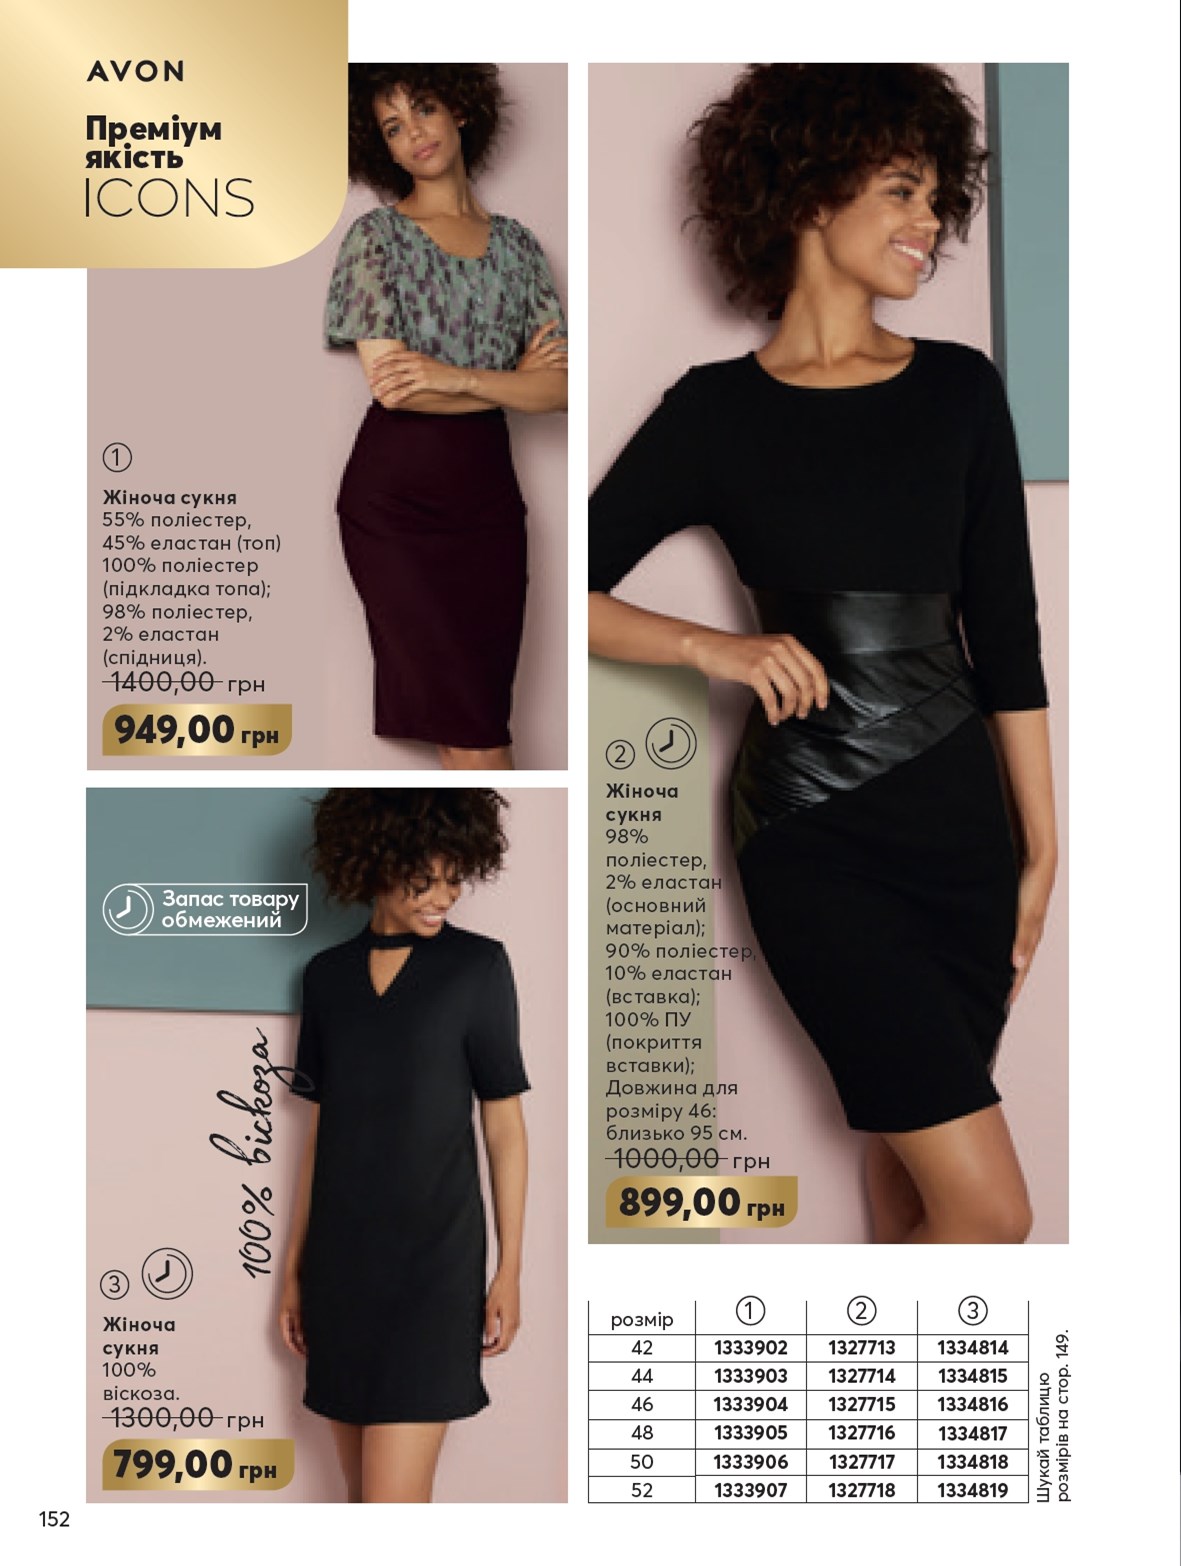 AVON
Преміум
якість
ICONS
1
Жіноча сукня
55% поліестер,
45% еластан (топ)
100% поліестер
(підкладка топа);
98% поліестер,
2% еластан
(спідниця).
1400,00 грн
949,00 грн
2
Жіноча
сукня
98%
поліестер,
2% еластан
(основний
матеріал);
90% поліестер,
10% еластан
(вставка);
100% ПУ
(покриття
вставки);
Довжина для
розміру 46:
близько 95 см.
1000,00 грн
899,00 грн
Запас товару
обмежений
100% віскоза
3
Жіноча
сукня
100%
віскоза.
1300,00 грн
799,00 грн
розмір 1 2 3
42 1333902 1327713 1334814
44 1333903 1327714 1334815
46 1333904 1327715 1334816
48 1333905 1327716 1334817
50 1333906 1327717 1334818
52 1333907 1327718 1334819
Шукай таблицю
розмірів на стор. 149.
152